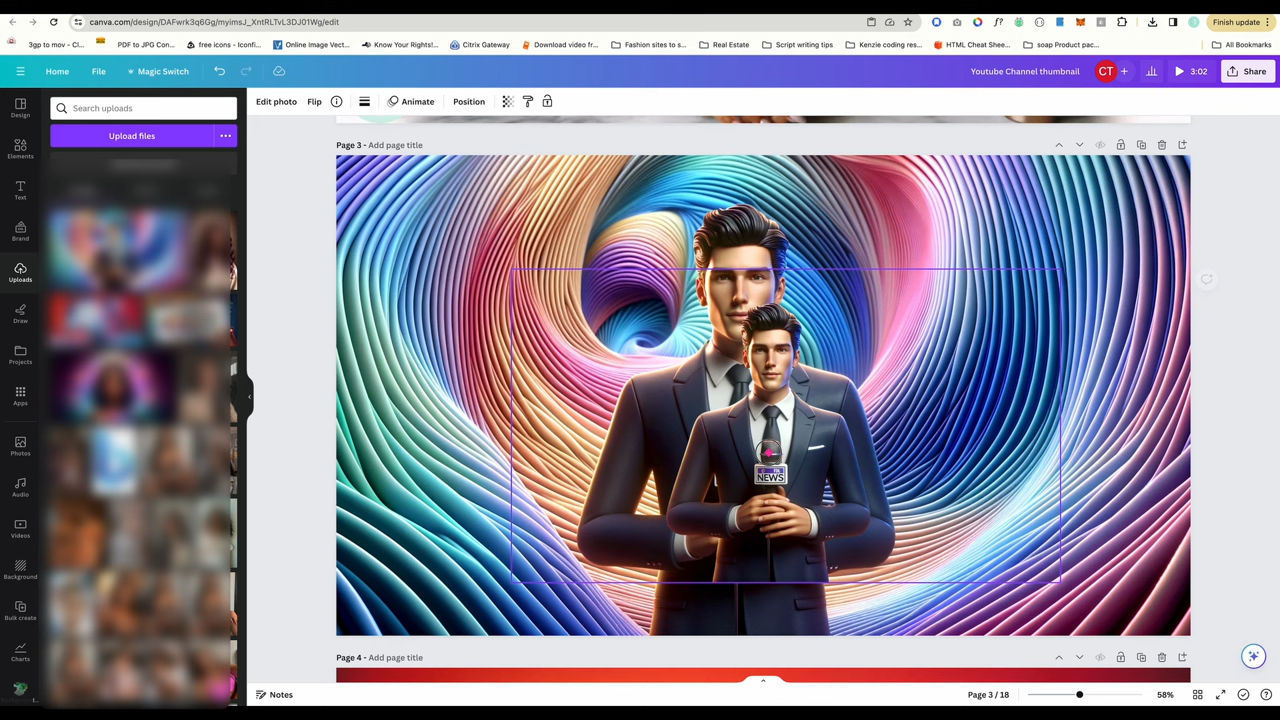 canva.com/design/DAFwrk3q6Gg/myimsJ_XntRLTvL3DJ01Wg/edit
Finish update
3gp to mov - Cl...
PDF to JPG Con...
free icons - Iconfi...
Online Image Vect...
Know Your Rights!...
Citrix Gateway
Download video fr...
Fashion sites to s...
Real Estate
Script writing tips
Kenzie coding res...
HTML Cheat Shee...
soap Product pac...
All Bookmarks
Home
File
Magic Switch
Youtube Channel thumbnail
CT
3:02
Share
Search uploads
Upload files
Edit photo
Flip
Animate
Position
Design
Elements
Text
Brand
Uploads
Draw
Projects
Apps
Photos
Audio
Videos
Background
Bulk create
Charts
Page 3 - Add page title
NEWS
Page 4 - Add page title
Notes
Page 3 / 18
58%